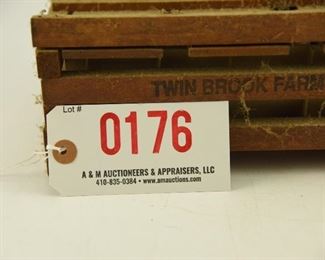 TWIN BROOK FARM
Lot #
0176
A & M AUCTIONEERS & APPRAISERS, LLC
410-835-0384 • www.amauctions.com